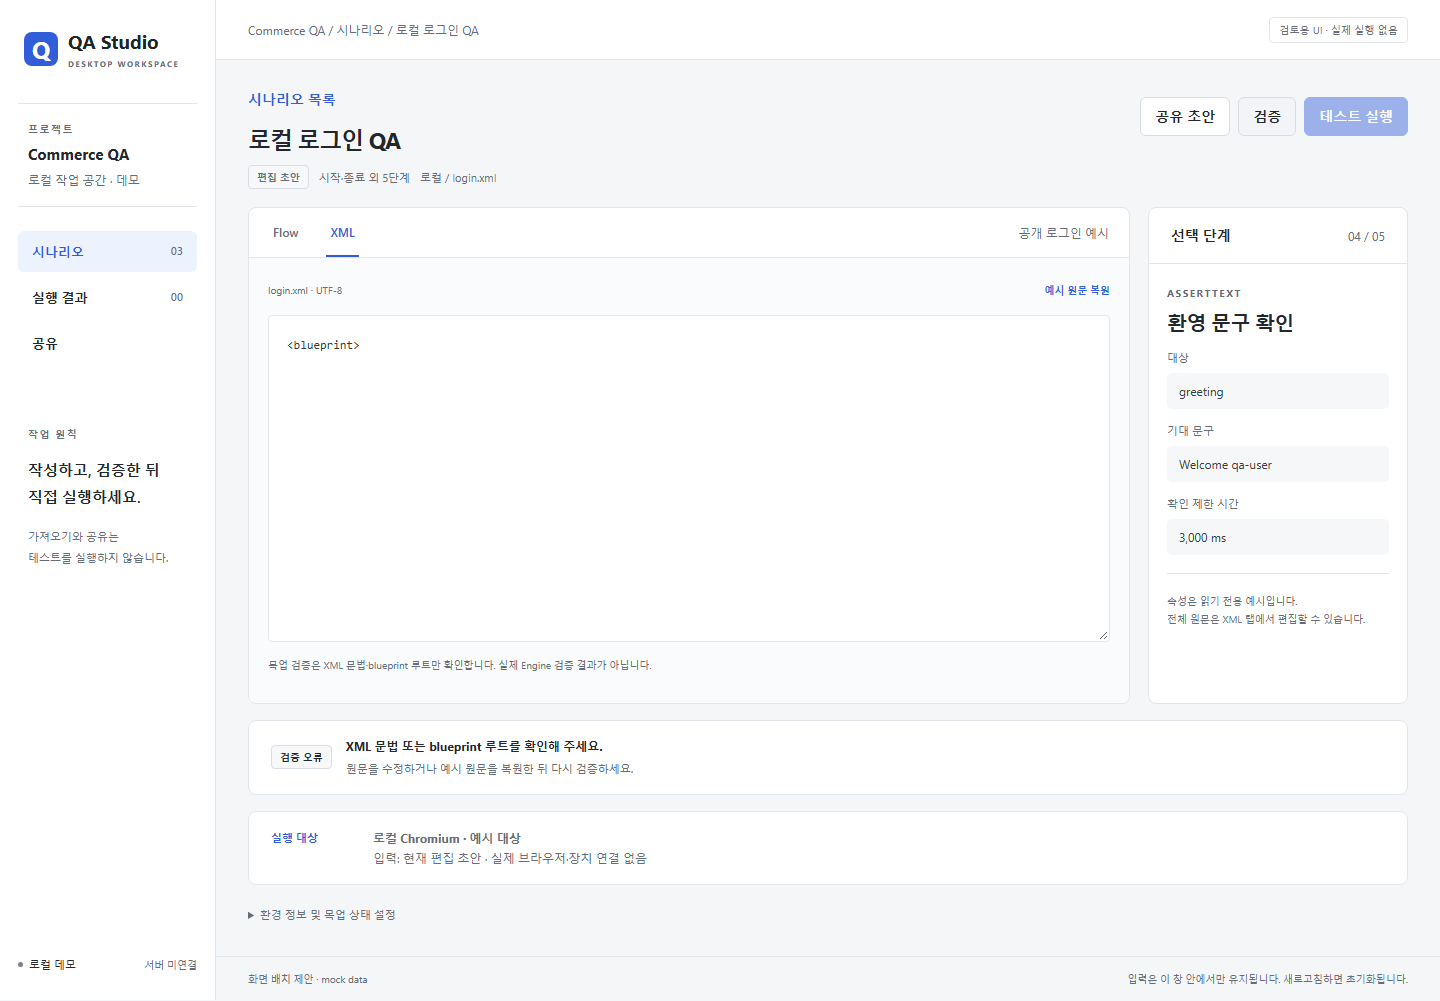 Q
QA Studio
DESKTOP WORKSPACE
프로젝트
Commerce QA
로컬 작업 공간 · 데모
시나리오 03
실행 결과 00
공유
작업 원칙
작성하고, 검증한 뒤
직접 실행하세요.
가져오기와 공유는
테스트를 실행하지 않습니다.
로컬 데모 서버 미연결
Commerce QA / 시나리오 / 로컬 로그인 QA
검토용 UI · 실제 실행 없음
시나리오 목록
로컬 로그인 QA
편집 초안 시작·종료 외 5단계 로컬 / login.xml
공유 초안 검증 테스트 실행
Flow XML 공개 로그인 예시
login.xml · UTF-8 예시 원문 복원
<blueprint>
목업 검증은 XML 문법·blueprint 루트만 확인합니다. 실제 Engine 검증 결과가 아닙니다.
선택 단계 04 / 05
ASSERTTEXT
환영 문구 확인
대상
greeting
기대 문구
Welcome qa-user
확인 제한 시간
3,000 ms
속성은 읽기 전용 예시입니다.
전체 원문은 XML 탭에서 편집할 수 있습니다.
검증 오류
XML 문법 또는 blueprint 루트를 확인해 주세요.
원문을 수정하거나 예시 원문을 복원한 뒤 다시 검증하세요.
실행 대상
로컬 Chromium · 예시 대상
입력: 현재 편집 초안 · 실제 브라우저·장치 연결 없음
환경 정보 및 목업 상태 설정
화면 배치 제안 · mock data
입력은 이 창 안에서만 유지됩니다. 새로고침하면 초기화됩니다.